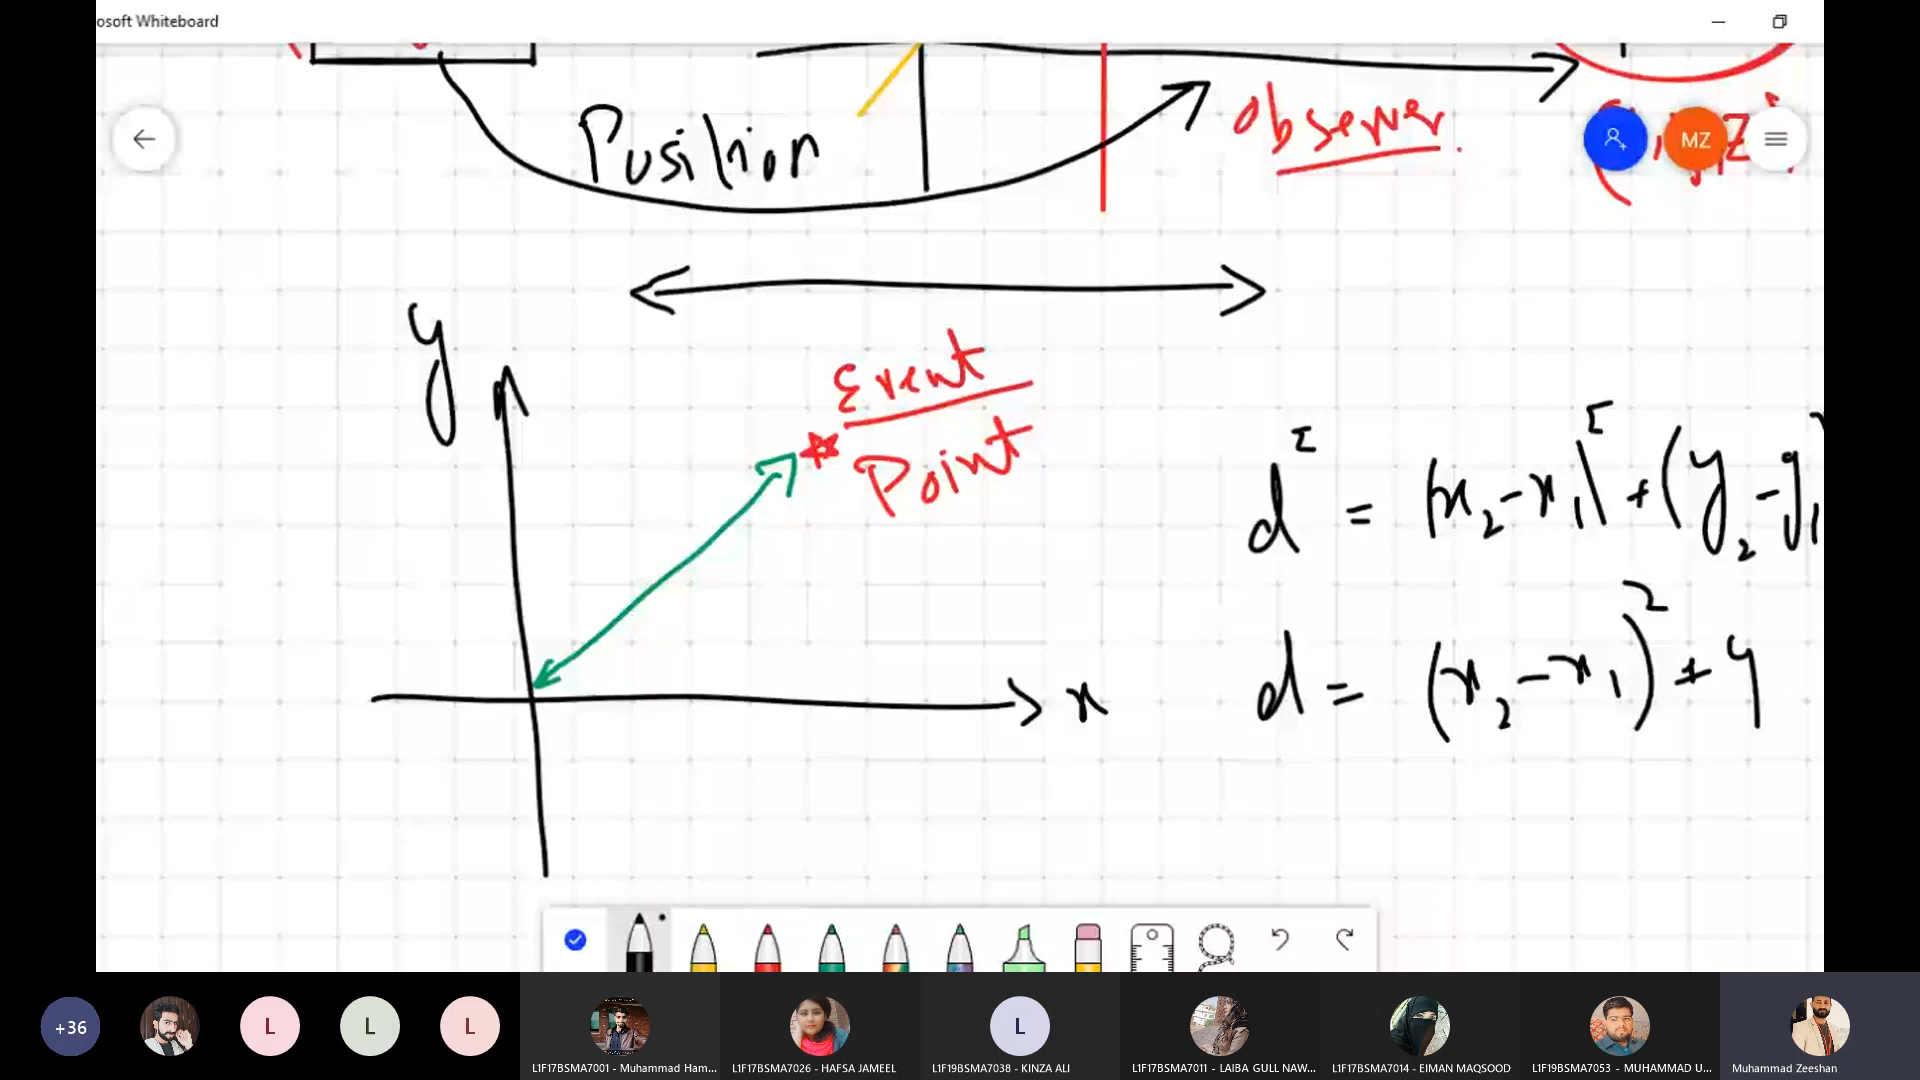 osoft Whiteboard
Position
observer.
MZ
Z
y
Event
Point
x
d² = (x₂-x₁)² + (y₂-y₁)
d = (x₂-x₁)² + y
+36
L
L
L
L
L1F17BSMA7001 - Muhammad Ham...
L1F17BSMA7026 - HAFSA JAMEEL
L1F19BSMA7038 - KINZA ALI
L1F17BSMA7011 - LAIBA GULL NAW...
L1F17BSMA7014 - EIMAN MAQSOOD
L1F19BSMA7053 - MUHAMMAD U...
Muhammad Zeeshan